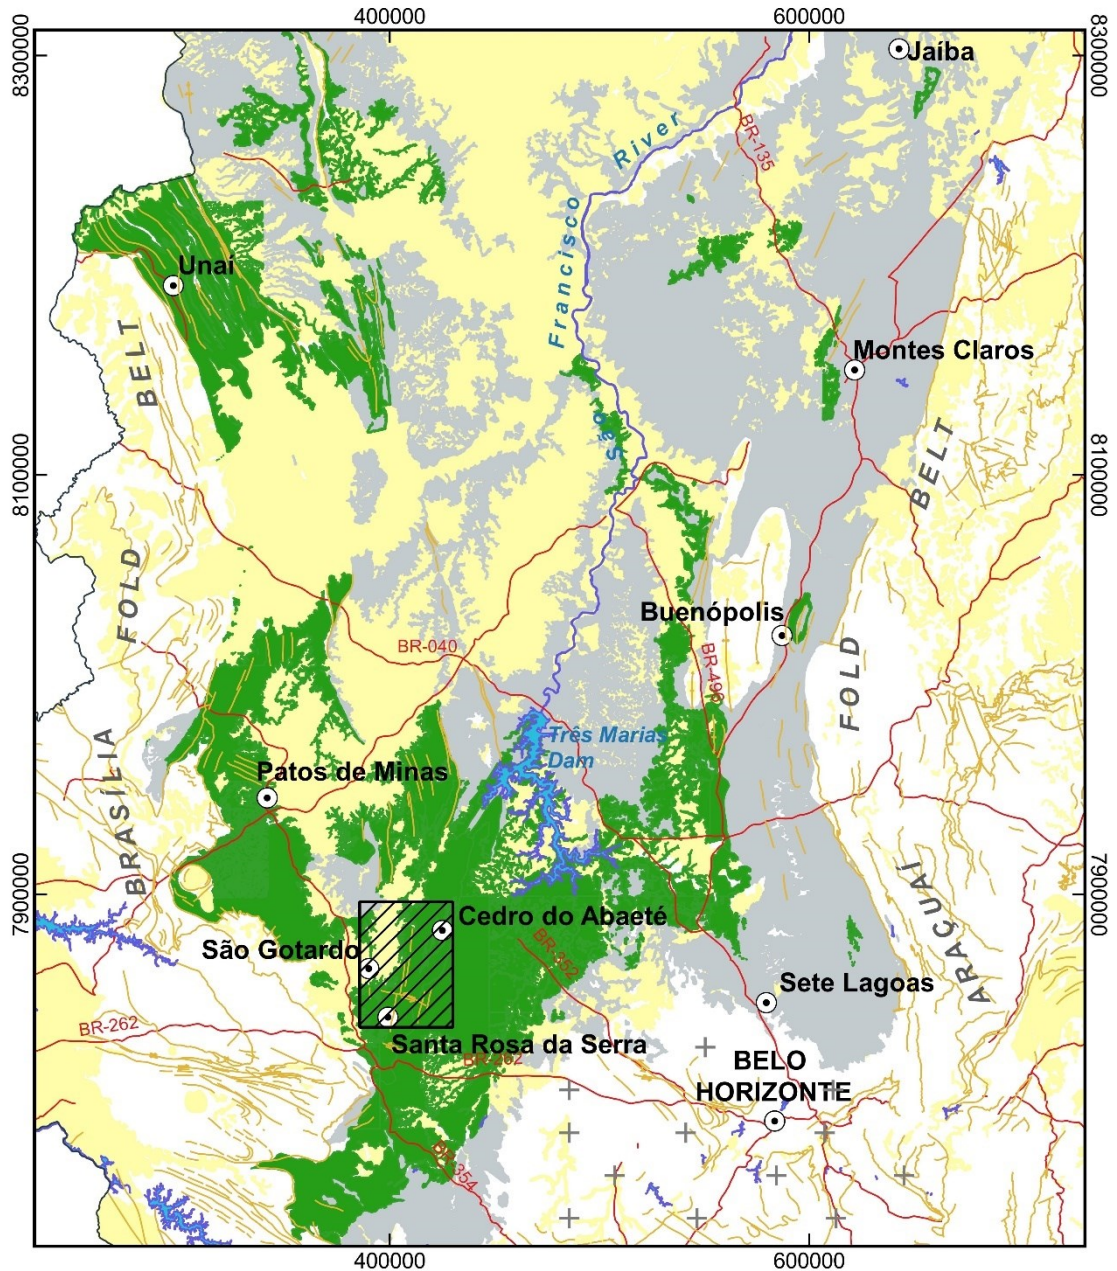 400000
600000
8300000
8300000
Jaíba
River
BR-135
Francisco
Unaí
BELT
Montes Claros
São
8100000
8100000
BELT
FOLD
Buenópolis
BR-040
BR-496
FOLD
Três Marias
Dam
BRASÍLIA
Patos de Minas
7900000
7900000
ARAÇUAÍ
Cedro do Abaeté
São Gotardo
BR-352
Sete Lagoas
BR-262
Santa Rosa da Serra
BR-262
BELO
HORIZONTE
BR-354
400000
600000